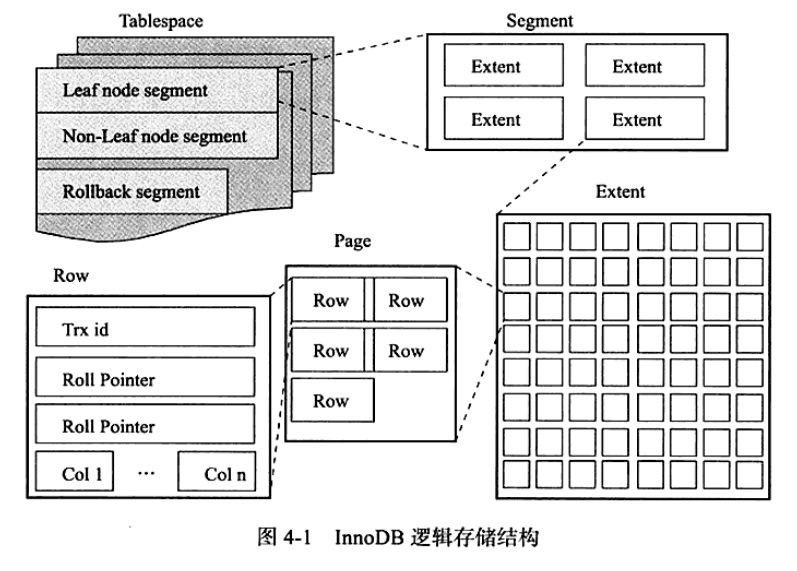 Tablespace
Segment
Leaf node segment
Non-Leaf node segment
Rollback segment
Extent Extent
Extent Extent
Extent
Page
Row Row
Row Row
Row
Row
Trx id
Roll Pointer
Roll Pointer
Col 1 ··· Col n
图 4-1 InnoDB 逻辑存储结构